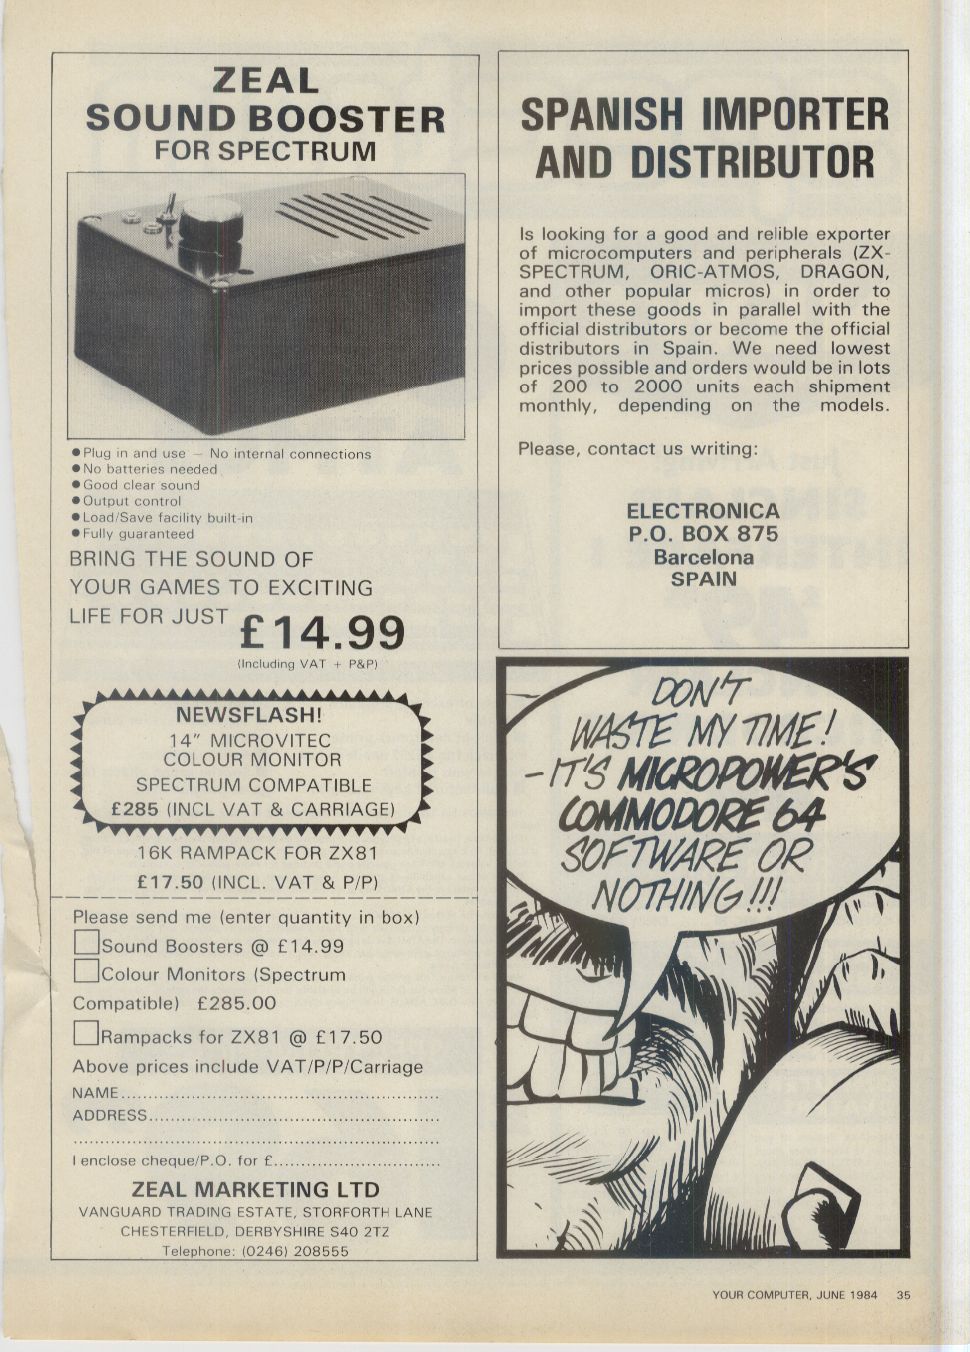 ZEAL
SOUND BOOSTER
FOR SPECTRUM
● Plug in and use – No internal connections
● No batteries needed
● Good clear sound
● Output control
● Load/Save facility built-in
● Fully guaranteed
BRING THE SOUND OF
YOUR GAMES TO EXCITING
LIFE FOR JUST £14.99
(Including VAT + P&P)
NEWSFLASH!
14" MICROVITEC
COLOUR MONITOR
SPECTRUM COMPATIBLE
£285 (INCL VAT & CARRIAGE)
16K RAMPACK FOR ZX81
£17.50 (INCL. VAT & P/P)
Please send me (enter quantity in box)
Sound Boosters @ £14.99
Colour Monitors (Spectrum
Compatible) £285.00
Rampacks for ZX81 @ £17.50
Above prices include VAT/P/P/Carriage
NAME
ADDRESS
I enclose cheque/P.O. for £
ZEAL MARKETING LTD
VANGUARD TRADING ESTATE, STORFORTH LANE
CHESTERFIELD, DERBYSHIRE S40 2TZ
Telephone: (0246) 208555
SPANISH IMPORTER
AND DISTRIBUTOR
Is looking for a good and relible exporter
of microcomputers and peripherals (ZX-
SPECTRUM, ORIC-ATMOS, DRAGON,
and other popular micros) in order to
import these goods in parallel with the
official distributors or become the official
distributors in Spain. We need lowest
prices possible and orders would be in lots
of 200 to 2000 units each shipment
monthly, depending on the models.
Please, contact us writing:
ELECTRONICA
P.O. BOX 875
Barcelona
SPAIN
DON'T
WASTE MY TIME!
-IT'S MICROPOWER'S
COMMODORE 64
SOFTWARE OR
NOTHING!!!
YOUR COMPUTER, JUNE 1984 35